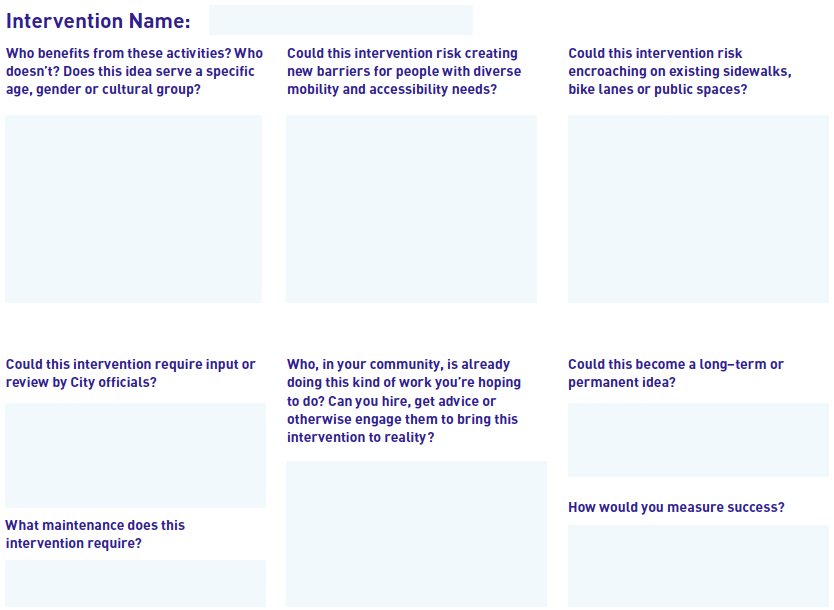 Intervention Name:
Who benefits from these activities? Who
doesn't? Does this idea serve a specific
age, gender or cultural group?
Could this intervention risk creating
new barriers for people with diverse
mobility and accessibility needs?
Could this intervention risk
encroaching on existing sidewalks,
bike lanes or public spaces?
Could this intervention require input or
review by City officials?
What maintenance does this
intervention require?
Who, in your community, is already
doing this kind of work you're hoping
to do? Can you hire, get advice or
otherwise engage them to bring this
intervention to reality?
Could this become a long–term or
permanent idea?
How would you measure success?